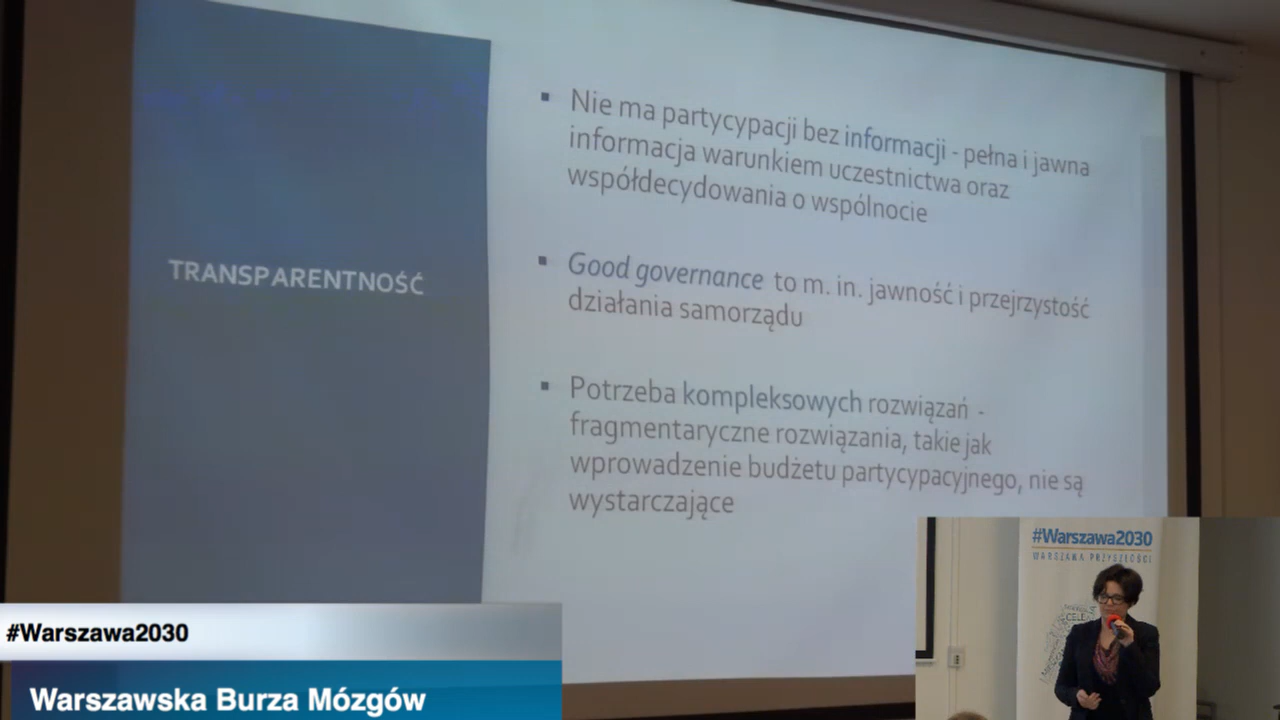 TRANSPARENTNOŚĆ
▪ Nie ma partycypacji bez informacji - pełna i jawna
informacja warunkiem uczestnictwa oraz
współdecydowania o wspólnocie
▪ Good governance to m. in. jawność i przejrzystość
działania samorządu
▪ Potrzeba kompleksowych rozwiązań -
fragmentaryczne rozwiązania, takie jak
wprowadzenie budżetu partycypacyjnego, nie są
wystarczające
#Warszawa2030
WARSZAWA PRZYSZŁOŚCI
CELE
#Warszawa2030
Warszawska Burza Mózgów